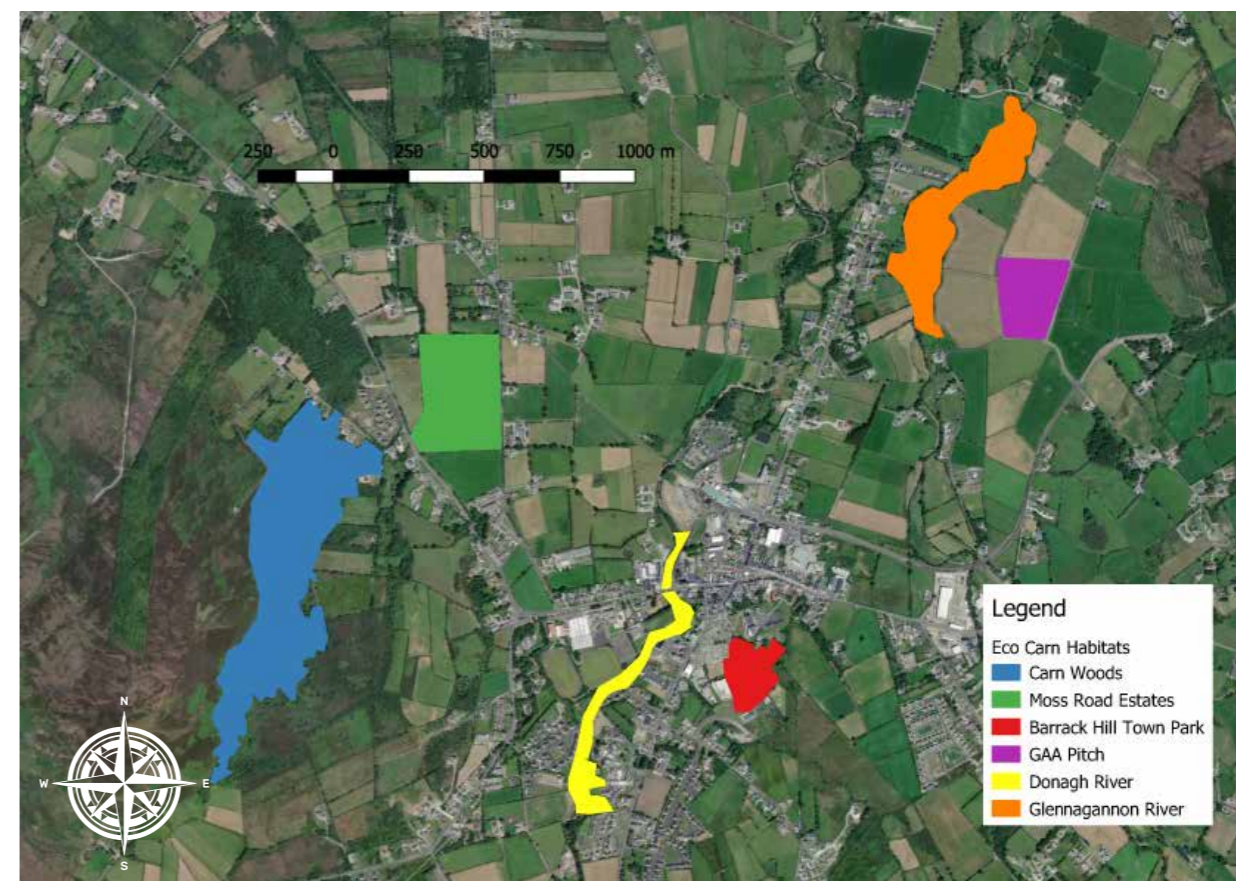 250 0 250 500 750 1000 m
Legend
Eco Carn Habitats
Carn Woods
Moss Road Estates
Barrack Hill Town Park
GAA Pitch
Donagh River
Glennagannon River
N
W E
S